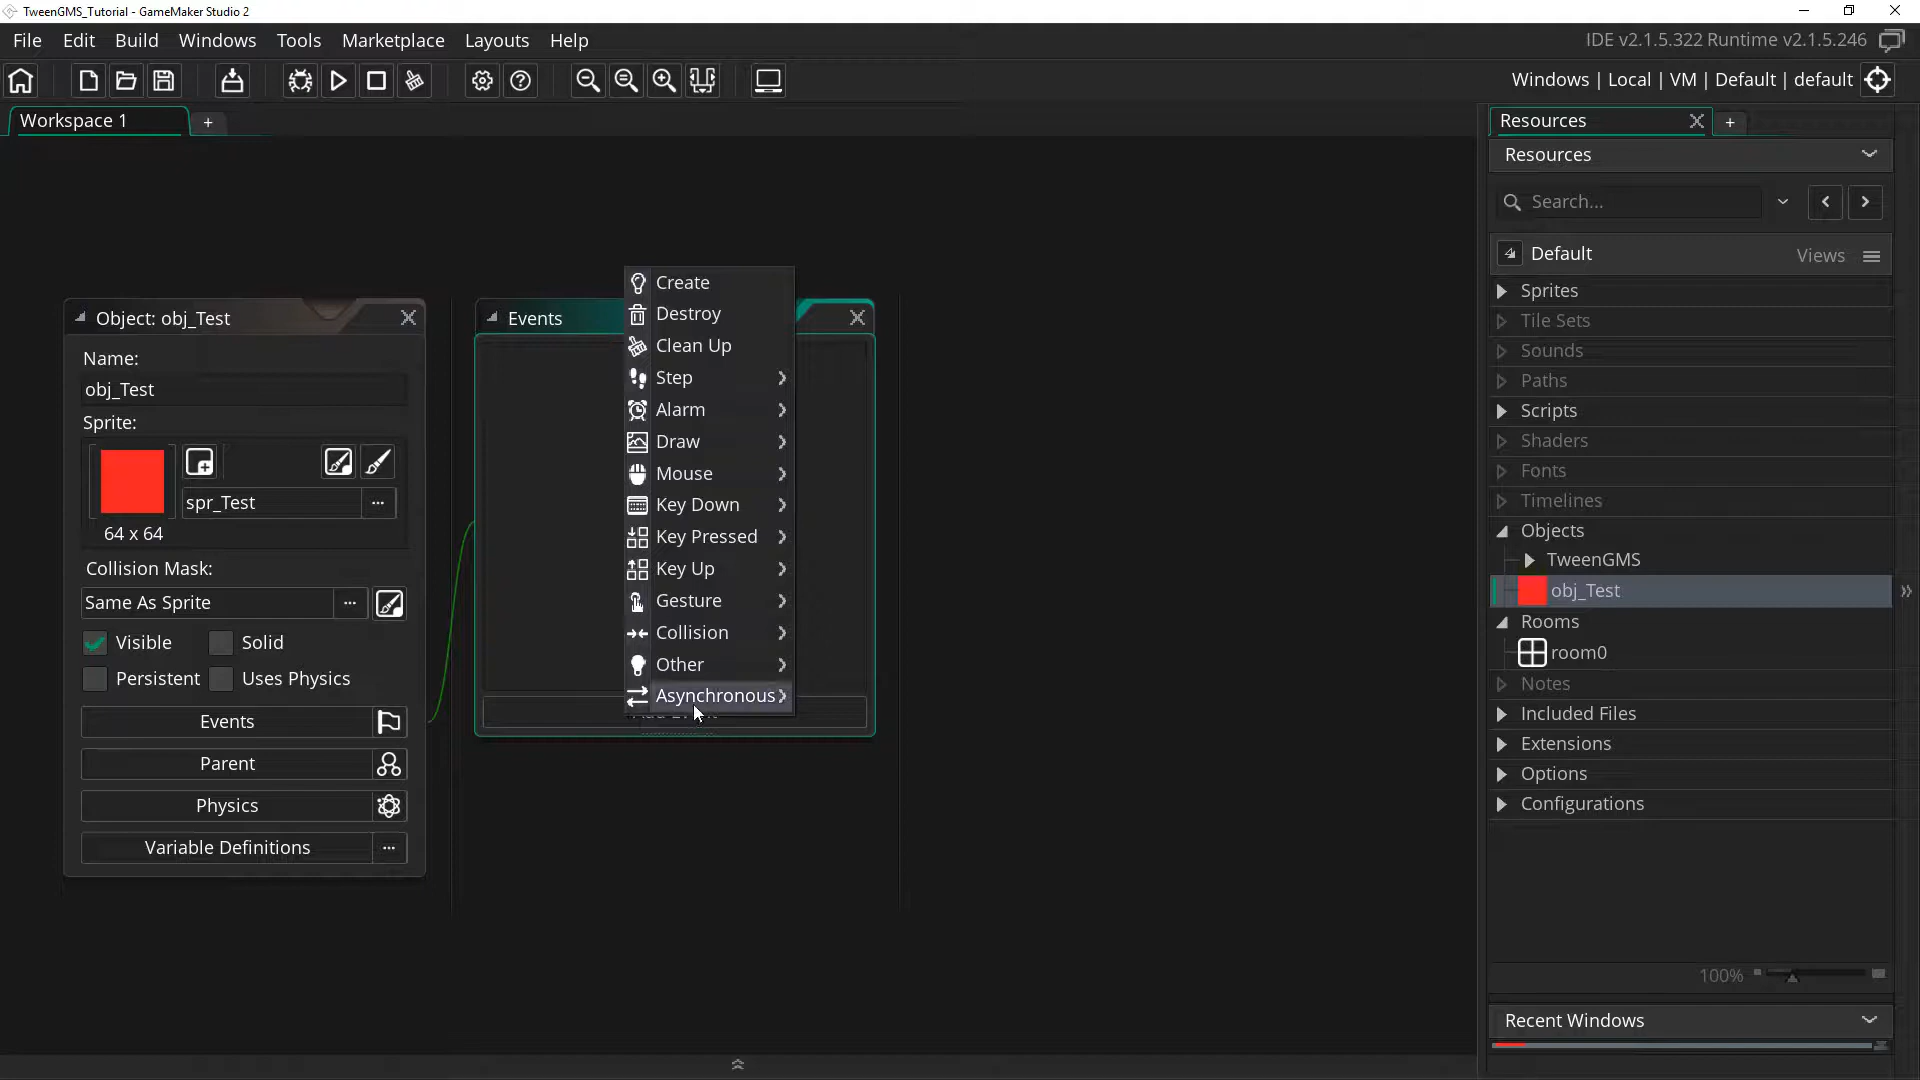 TweenGMS_Tutorial - GameMaker Studio 2
File Edit Build Windows Tools Marketplace Layouts Help
IDE v2.1.5.322 Runtime v2.1.5.246
Windows | Local | VM | Default | default
Workspace 1
Object: obj_Test
Name:
obj_Test
Sprite:
spr_Test
64 x 64
Collision Mask:
Same As Sprite
Visible Solid
Persistent Uses Physics
Events
Parent
Physics
Variable Definitions
Events
Create
Destroy
Clean Up
Step
Alarm
Draw
Mouse
Key Down
Key Pressed
Key Up
Gesture
Collision
Other
Asynchronous
Resources
Resources
Search...
Default Views
Sprites
Tile Sets
Sounds
Paths
Scripts
Shaders
Fonts
Timelines
Objects
TweenGMS
obj_Test
Rooms
room0
Notes
Included Files
Extensions
Options
Configurations
100%
Recent Windows